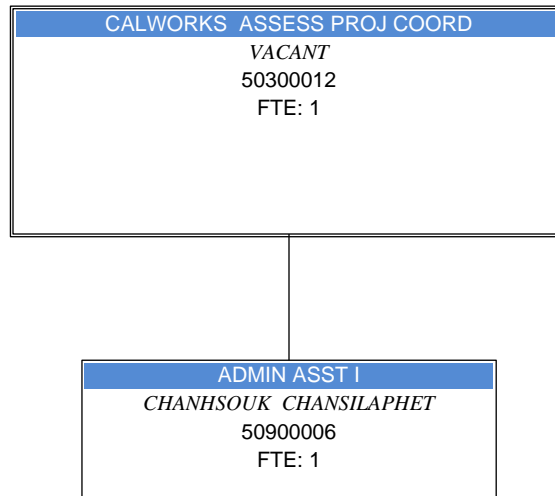 CALWORKS  ASSESS PROJ COORD
VACANT
50300012
FTE: 1
ADMIN ASST I
CHANHSOUK  CHANSILAPHET
50900006
FTE: 1